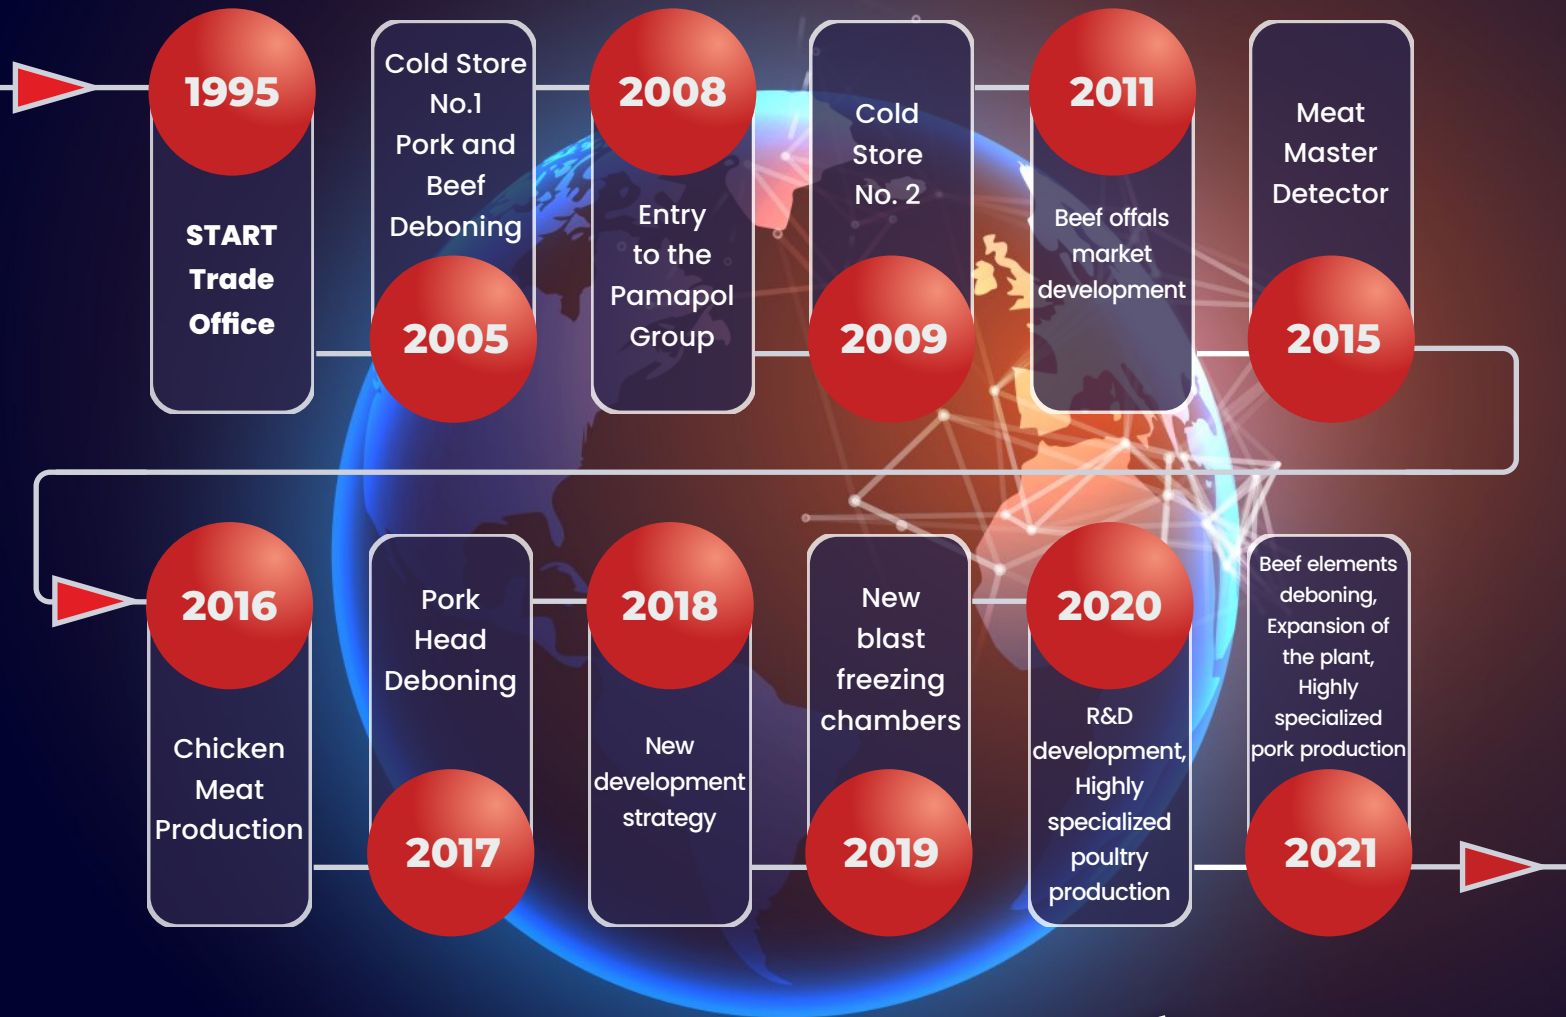 1995
START
Trade
Office
Cold Store
No.1
Pork and
Beef
Deboning
2005
2008
Entry
to the
Pamapol
Group
Cold
Store
No. 2
2009
2011
Beef offals
market
development
Meat
Master
Detector
2015
2016
Chicken
Meat
Production
Pork
Head
Deboning
2017
2018
New
development
strategy
New
blast
freezing
chambers
2019
2020
R&D
development,
Highly
specialized
poultry
production
Beef elements
deboning,
Expansion of
the plant,
Highly
specialized
pork production
2021